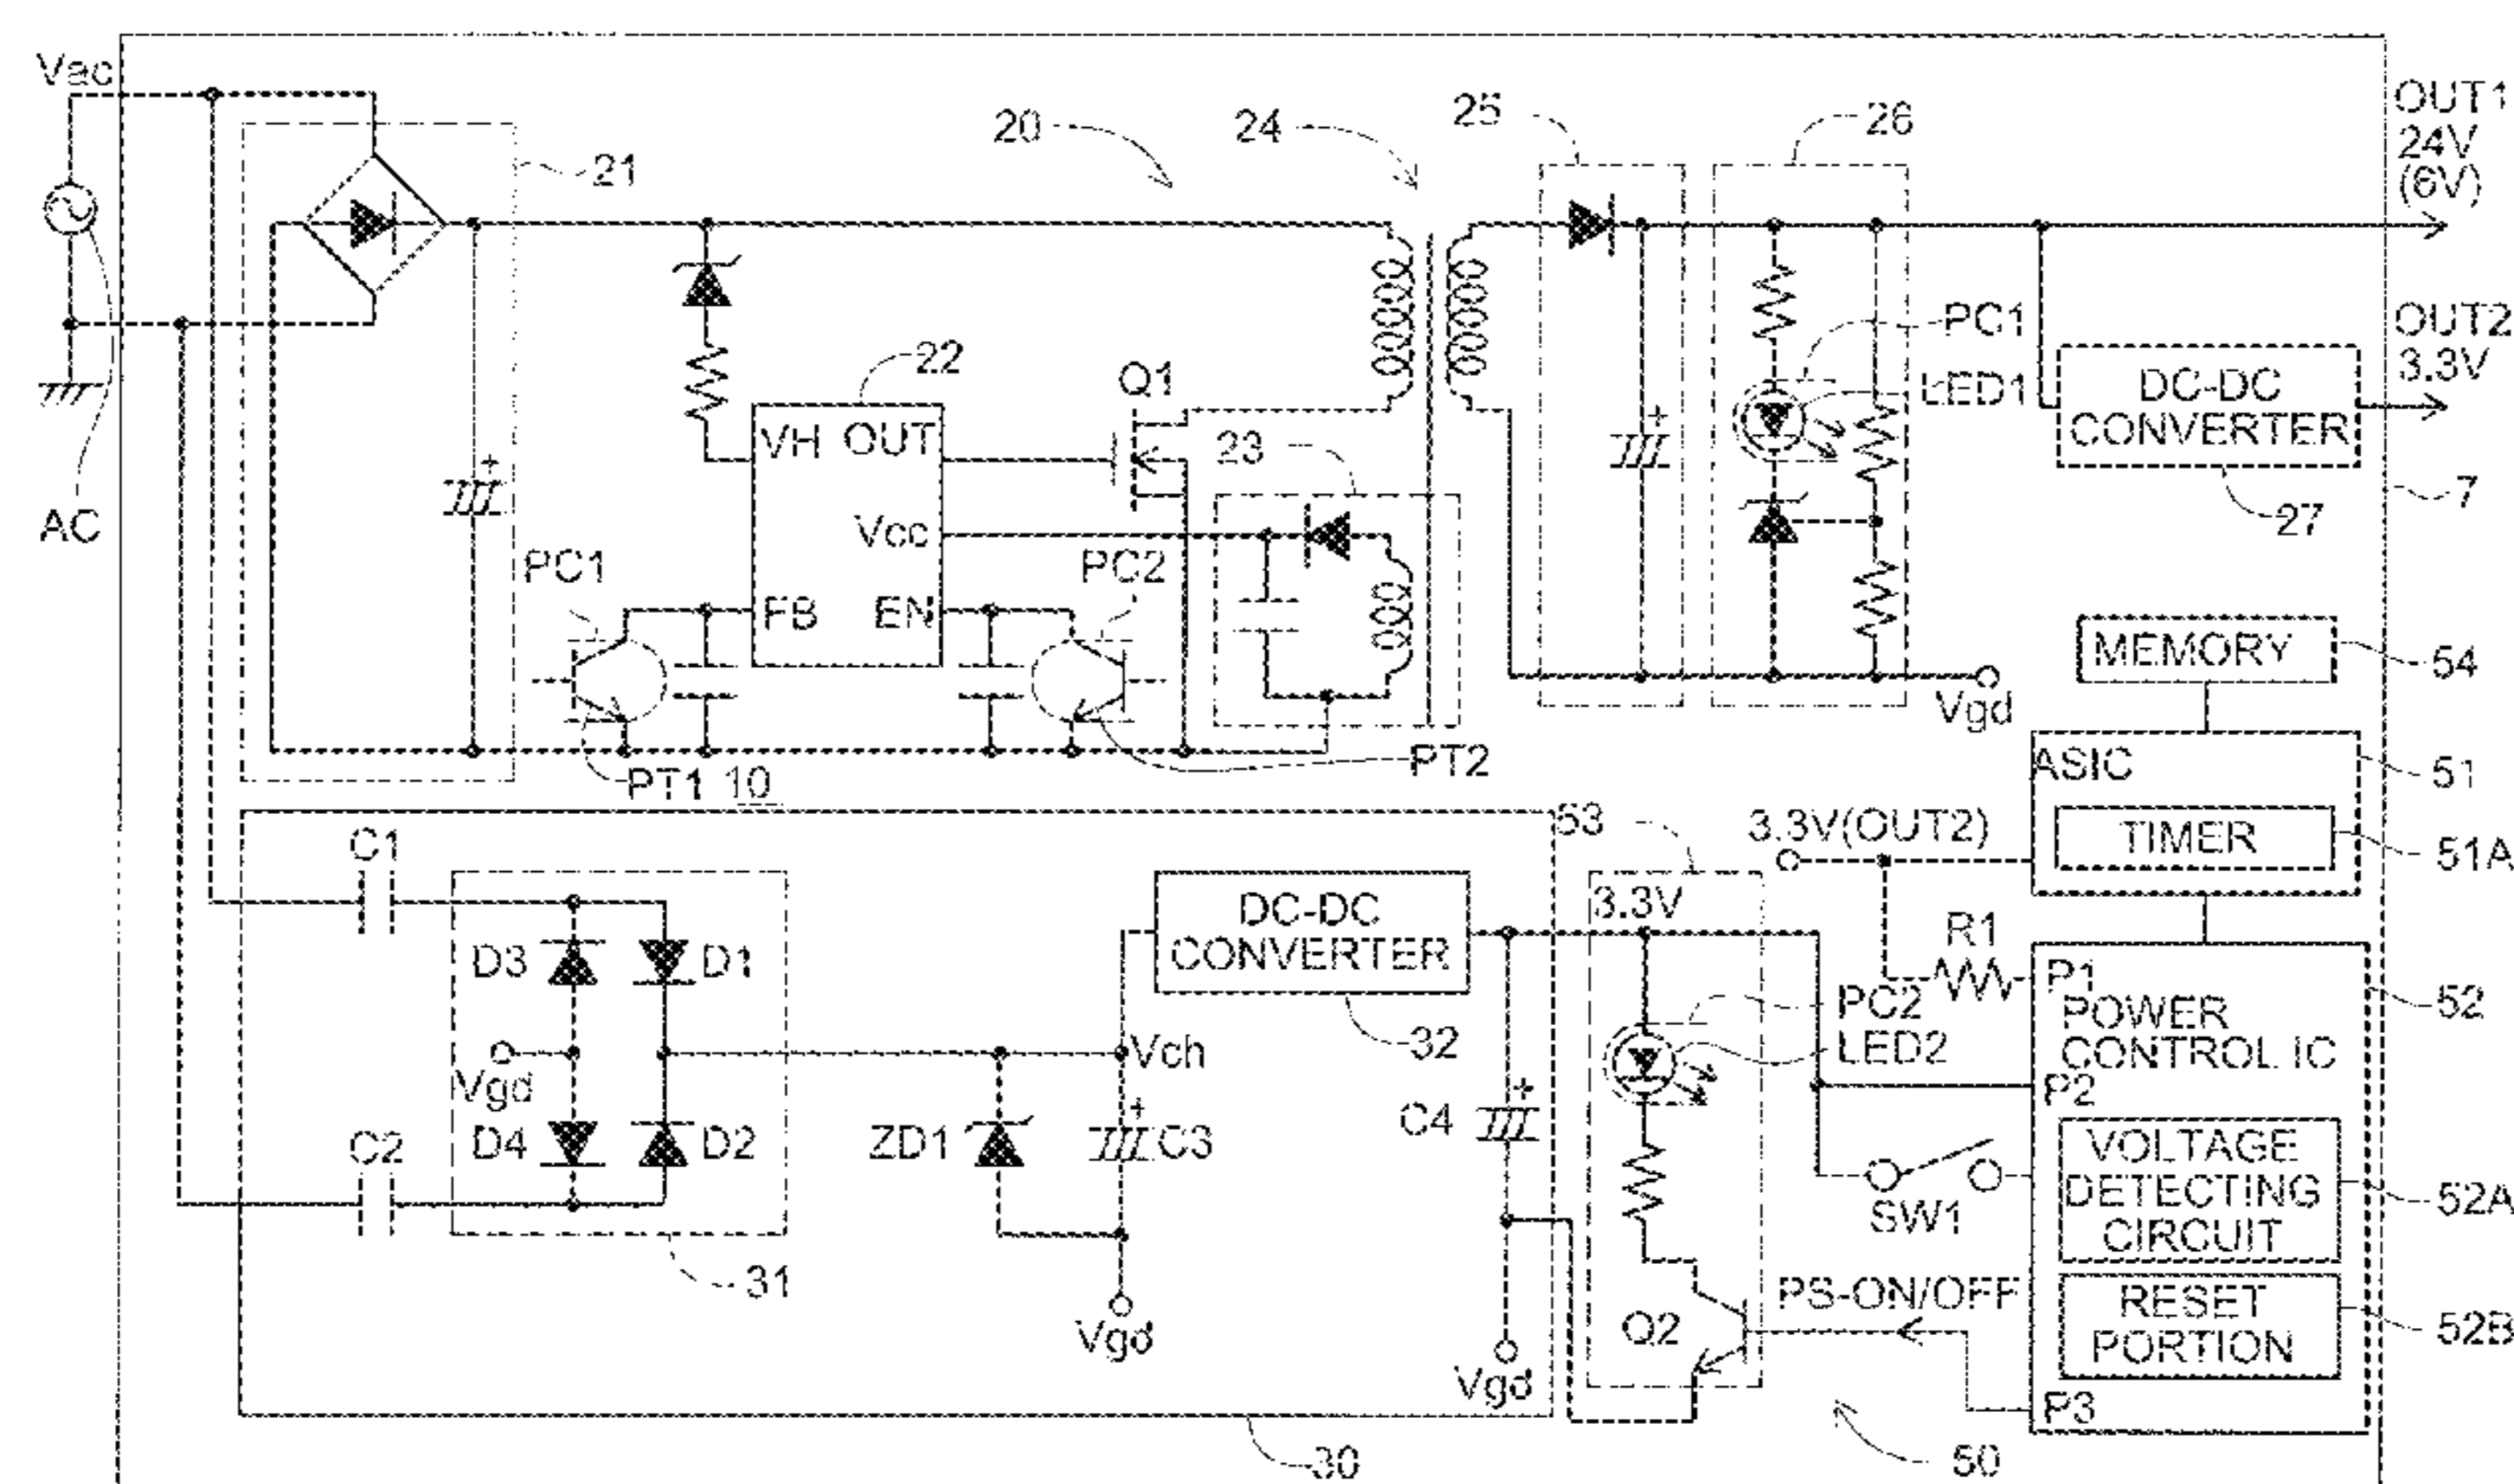 Vac
20
24
25
26
OUT1
24V
(6V)
21
PC1
OUT2
3.3V
LED1
DC-DC
CONVERTER
22
Q1
VH OUT
23
7
27
AC
Vcc
PC1
PC2
FB
EN
MEMORY
54
Vgd
PT1
10
PT2
ASIC
51
TIMER
51A
C1
53
3.3V(OUT2)
3.3V
DC-DC
CONVERTER
R1
D3
D1
P1
POWER
CONTROL IC
52
PC2
LED2
32
Vch
Vgd
P2
C4
C2
D4
D2
ZD1
C3
VOLTAGE
DETECTING
CIRCUIT
52A
SW1
31
PS-ON/OFF
RESET
PORTION
52B
Q2
Vgd
Vgd
P3
30
50